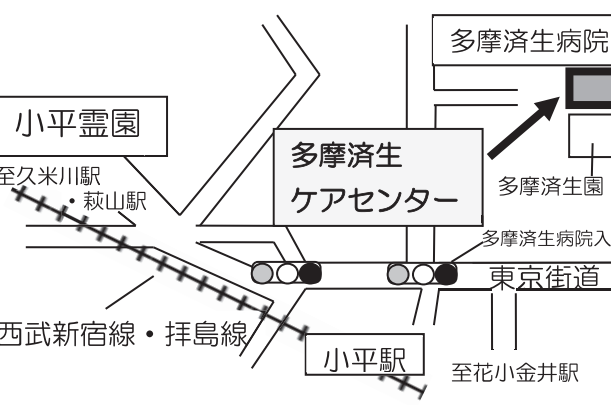 多摩済生病院
小平霊園
多摩済生
ケアセンター
至久米川駅
・萩山駅
多摩済生園
多摩済生病院入
東京街道
西武新宿線・拝島線
小平駅
至花小金井駅